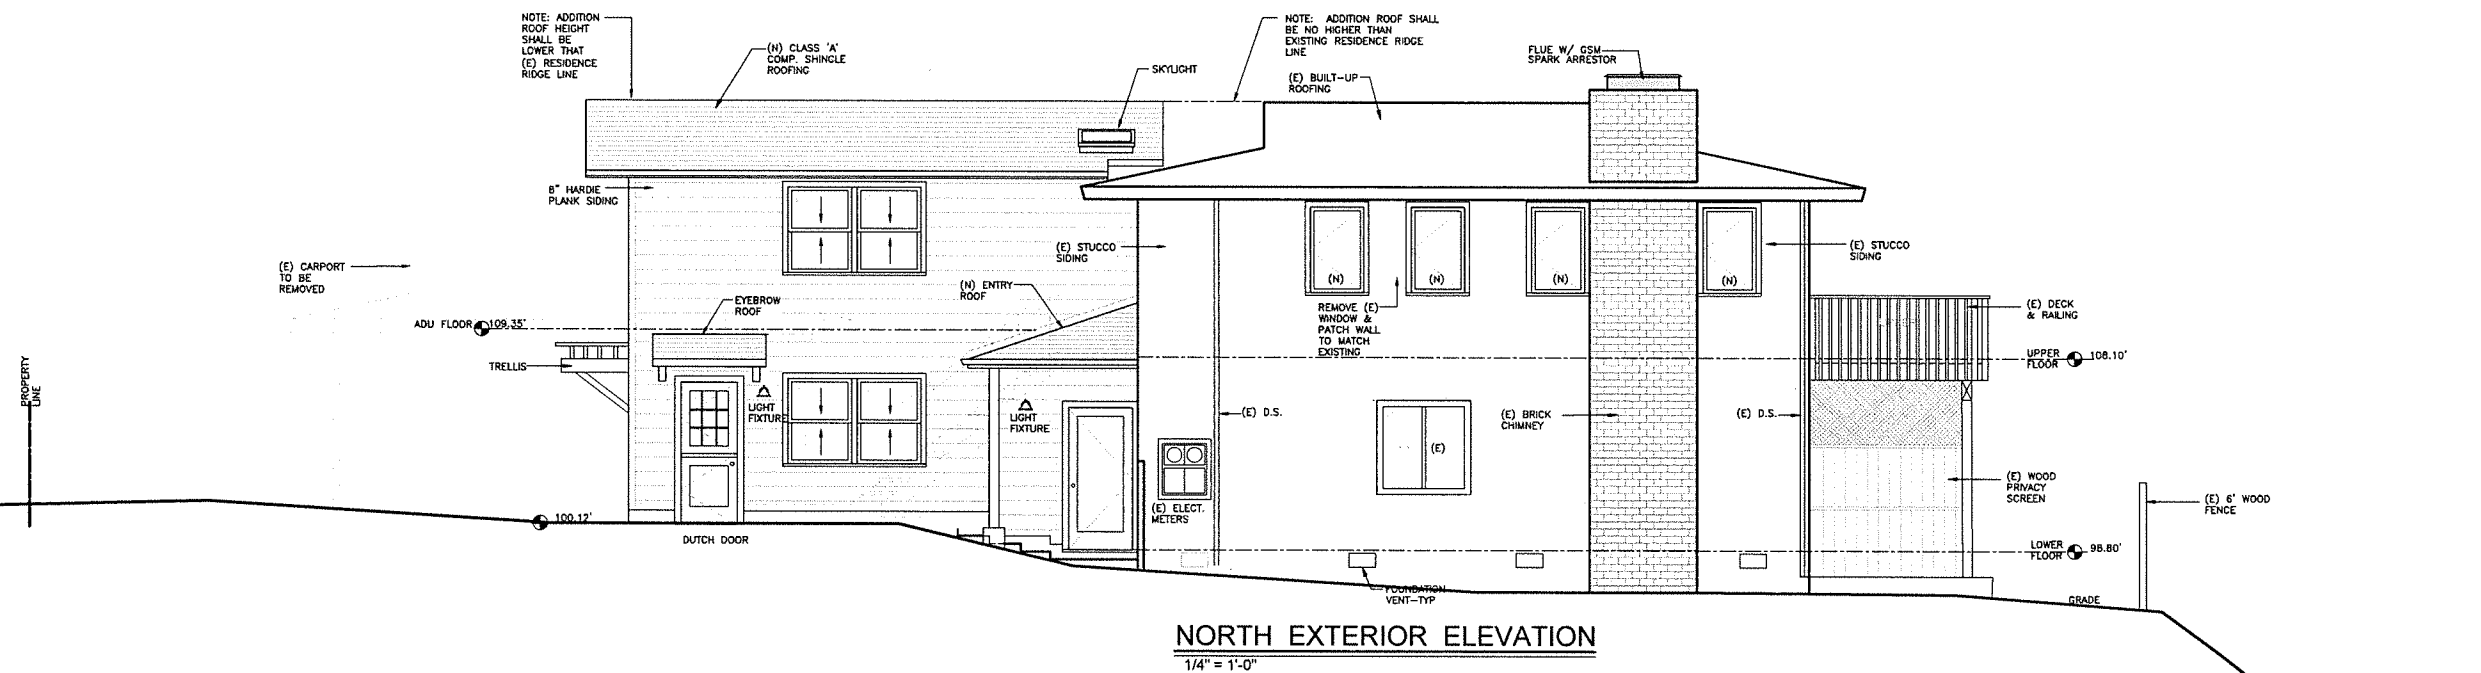 NOTE: ADDITION
ROOF HEIGHT
SHALL BE
LOWER THAT
(E) RESIDENCE
RIDGE LINE
(N) CLASS 'A'
COMP. SHINGLE
ROOFING
SKYLIGHT
NOTE: ADDITION ROOF SHALL
BE NO HIGHER THAN
EXISTING RESIDENCE RIDGE
LINE
(E) BUILT-UP
ROOFING
FLUE W/ GSM
SPARK ARRESTOR
8" HARDIE
PLANK SIDING
(E) CARPORT
TO BE
REMOVED
(E) STUCCO
SIDING
(E) STUCCO
SIDING
(N)
(N)
(N)
(N)
(N) ENTRY
ROOF
EYEBROW
ROOF
REMOVE (E)
WINDOW &
PATCH WALL
TO MATCH
EXISTING
(E) DECK
& RAILING
ADU FLOOR 109.35'
UPPER
FLOOR
108.10'
TRELLIS
PROPERTY
LINE
LIGHT
FIXTURE
LIGHT
FIXTURE
(E) D.S.
(E)
(E) BRICK
CHIMNEY
(E) D.S.
(E) WOOD
PRIVACY
SCREEN
(E) 6' WOOD
FENCE
(E) ELECT.
METERS
100.12'
DUTCH DOOR
LOWER
FLOOR
98.80'
FOUNDATION
VENT-TYP
GRADE
NORTH EXTERIOR ELEVATION
1/4" = 1'-0"